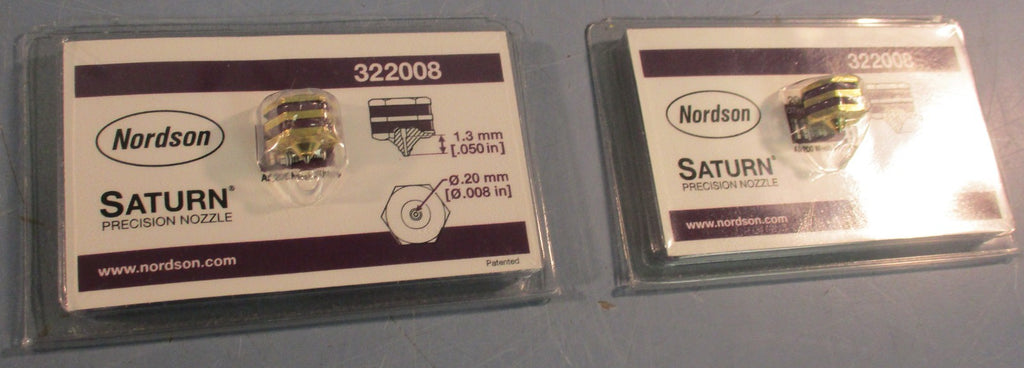 322008
Nordson
1.3 mm
[.050 in]
SATURN®
PRECISION NOZZLE
Ø.20 mm
[Ø.008 in]
www.nordson.com
Patented
322008
Nordson
SATURN®
PRECISION NOZZLE
www.nordson.com